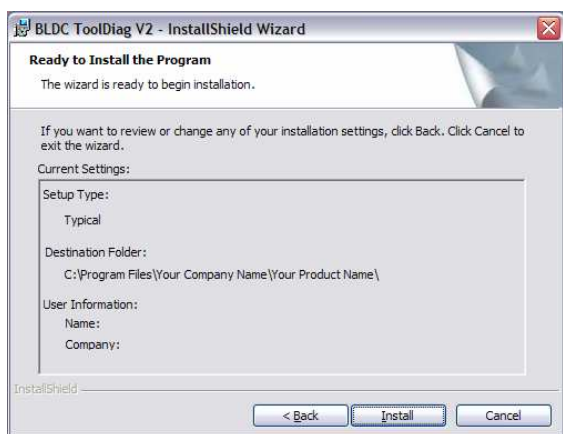 BLDC ToolDiag V2 - InstallShield Wizard
Ready to Install the Program
The wizard is ready to begin installation.
If you want to review or change any of your installation settings, click Back. Click Cancel to
exit the wizard.
Current Settings:
Setup Type:
Typical
Destination Folder:
C:\Program Files\Your Company Name\Your Product Name\
User Information:
Name:
Company:
InstallShield
< Back
Install
Cancel